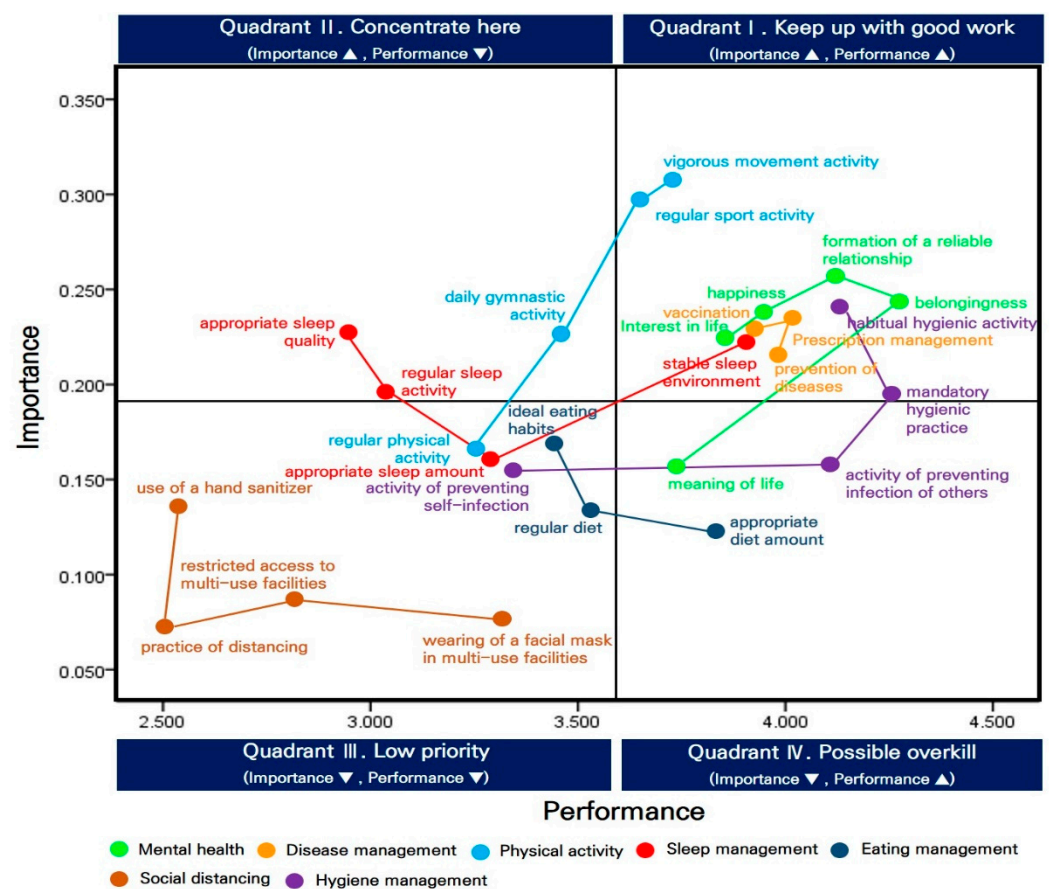 Quadrant Ⅱ. Concentrate here
(Importance ▲ , Performance ▼)
Quadrant Ⅰ. Keep up with good work
(Importance ▲ , Performance ▲)
Importance
0.350
0.300
0.250
0.200
0.150
0.100
0.050
vigorous movement activity
regular sport activity
formation of a reliable
relationship
daily gymnastic
activity
happiness
belongingness
appropriate sleep
quality
vaccination
habitual hygienic activity
Interest in life
Prescription management
stable sleep
environment
prevention of
diseases
regular sleep
activity
mandatory
hygienic
practice
ideal eating
habits
regular physical
activity
appropriate sleep amount
activity of preventing
self-infection
meaning of life
activity of preventing
infection of others
use of a hand sanitizer
regular diet
appropriate
diet amount
restricted access to
multi-use facilities
practice of distancing
wearing of a facial mask
in multi-use facilities
2.500
3.000
3.500
4.000
4.500
Quadrant Ⅲ. Low priority
(Importance ▼ , Performance ▼)
Quadrant Ⅳ. Possible overkill
(Importance ▼ , Performance ▲)
Performance
Mental health
Disease management
Physical activity
Sleep management
Eating management
Social distancing
Hygiene management